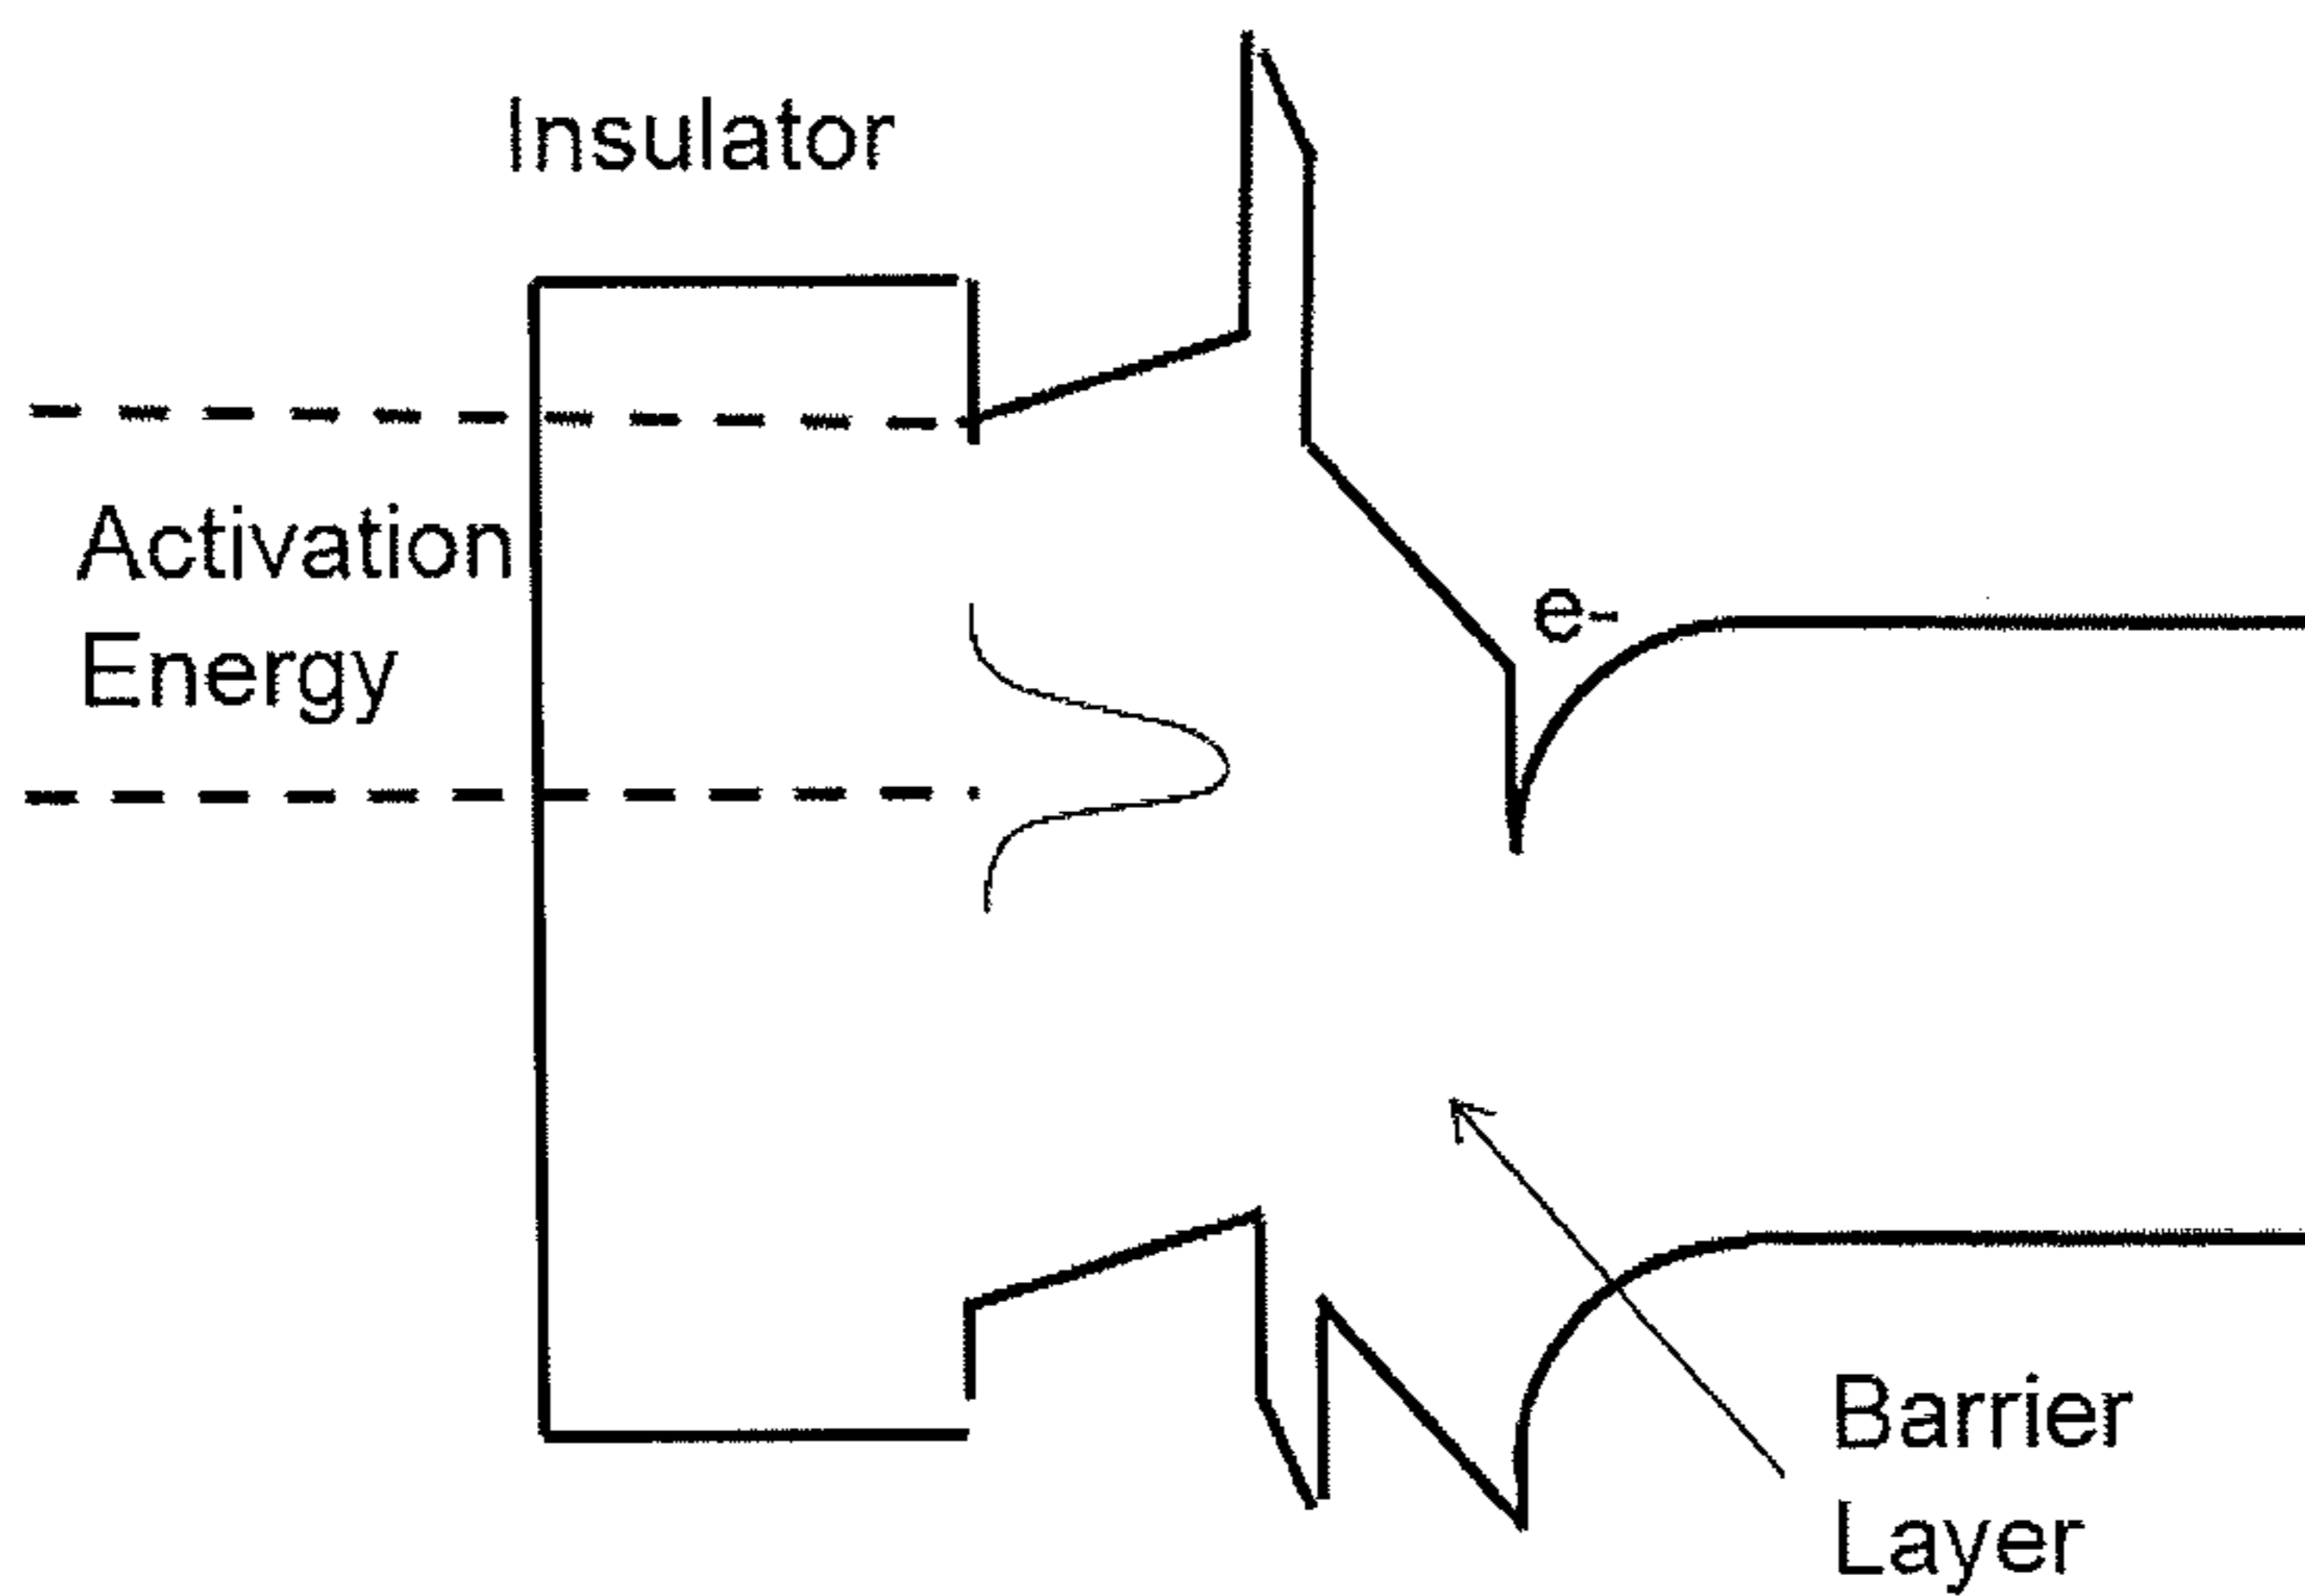 Insulator
Activation
Energy
e-
Barrier
Layer